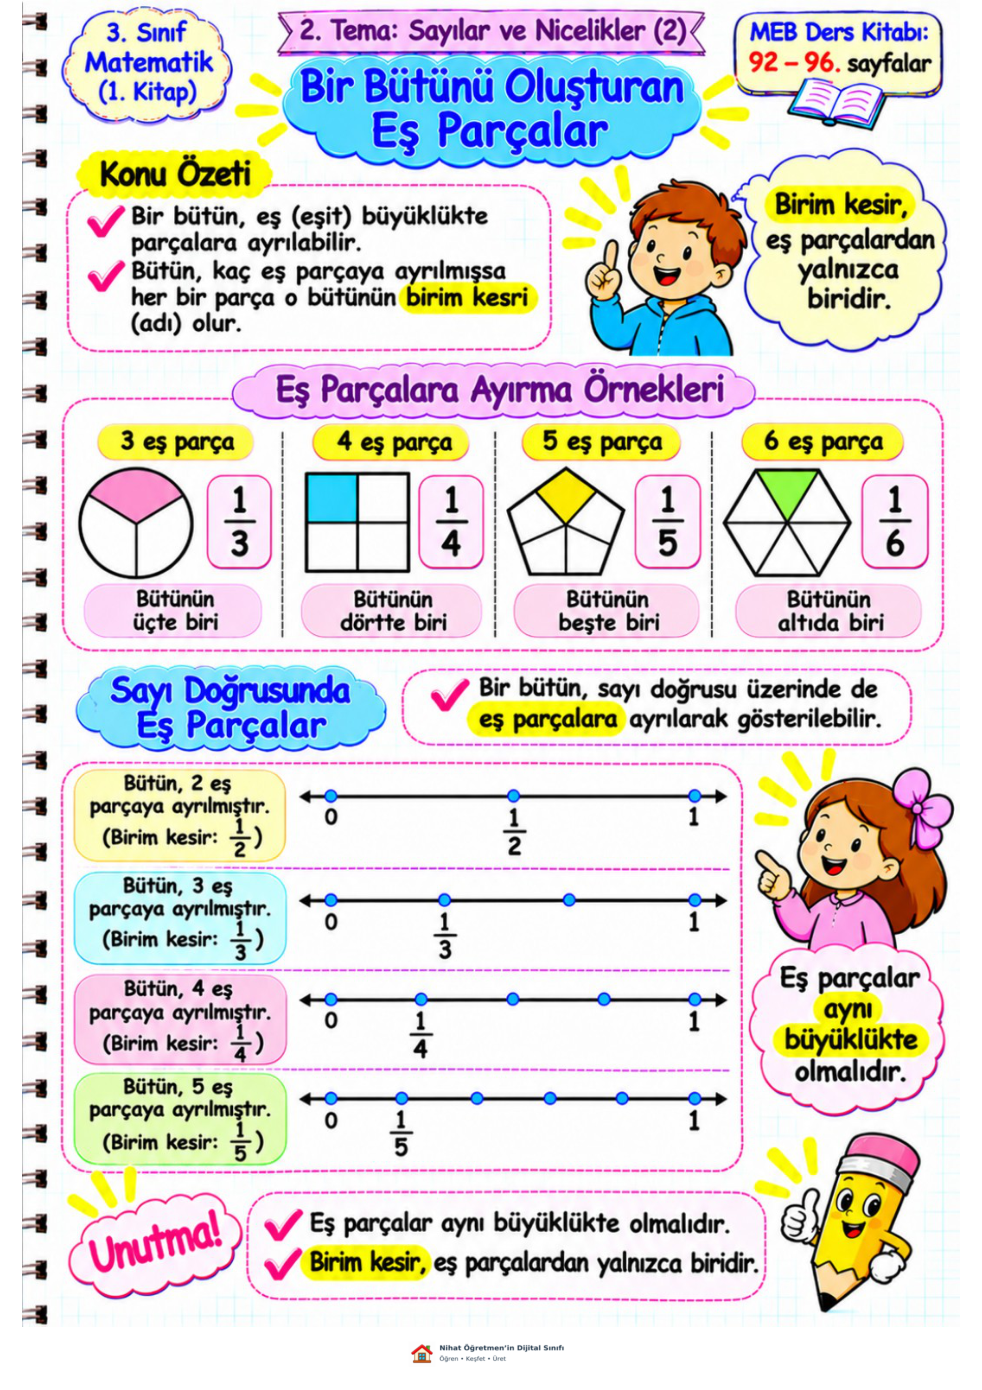 3. Sınıf
Matematik
(1. Kitap)
2. Tema: Sayılar ve Nicelikler (2)
MEB Ders Kitabı:
92 – 96. sayfalar
Bir Bütünü Oluşturan
Eş Parçalar
Konu Özeti
Bir bütün, eş (eşit) büyüklükte
parçalara ayrılabilir.
Bütün, kaç eş parçaya ayrılmışsa
her bir parça o bütünün birim kesri
(adı) olur.
Birim kesir,
eş parçalardan
yalnızca
biridir.
Eş Parçalara Ayırma Örnekleri
3 eş parça
1
3
Bütünün
üçte biri
4 eş parça
1
4
Bütünün
dörtte biri
5 eş parça
1
5
Bütünün
beşte biri
6 eş parça
1
6
Bütünün
altıda biri
Sayı Doğrusunda
Eş Parçalar
Bir bütün, sayı doğrusu üzerinde de
eş parçalara ayrılarak gösterilebilir.
Bütün, 2 eş
parçaya ayrılmıştır.
(Birim kesir: 1/2)
0 1/2 1
Bütün, 3 eş
parçaya ayrılmıştır.
(Birim kesir: 1/3)
0 1/3 1
Bütün, 4 eş
parçaya ayrılmıştır.
(Birim kesir: 1/4)
0 1/4 1
Bütün, 5 eş
parçaya ayrılmıştır.
(Birim kesir: 1/5)
0 1/5 1
Eş parçalar
aynı
büyüklükte
olmalıdır.
Unutma!
Eş parçalar aynı büyüklükte olmalıdır.
Birim kesir, eş parçalardan yalnızca biridir.
Nihat Öğretmen'in Dijital Sınıfı
Öğren • Keşfet • Üret